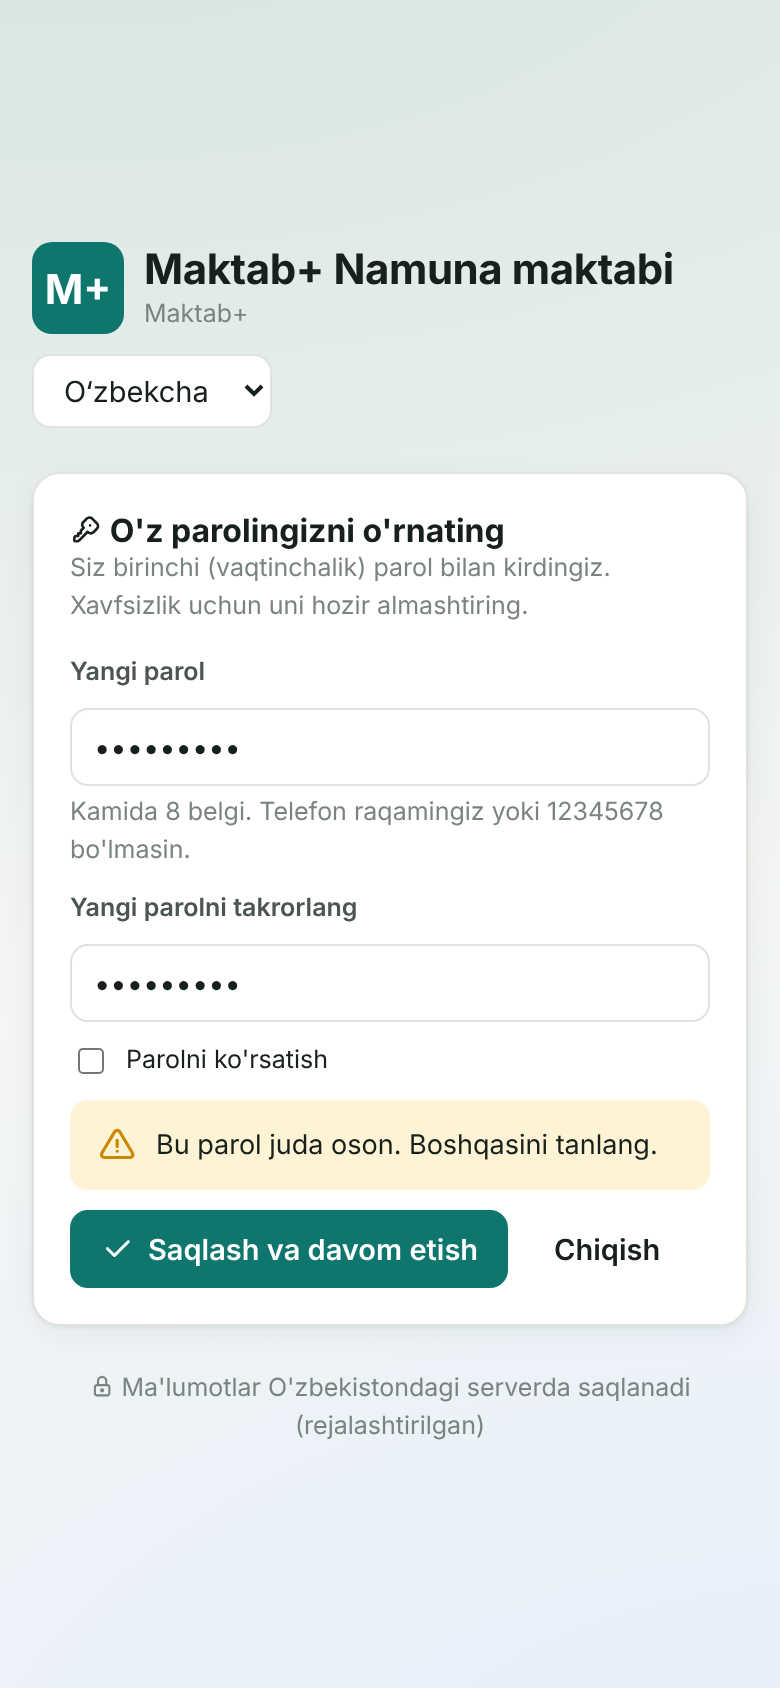 M+
Maktab+ Namuna maktabi
Maktab+
Oʻzbekcha
O'z parolingizni o'rnating
Siz birinchi (vaqtinchalik) parol bilan kirdingiz.
Xavfsizlik uchun uni hozir almashtiring.
Yangi parol
•••••••••
Kamida 8 belgi. Telefon raqamingiz yoki 12345678
bo'lmasin.
Yangi parolni takrorlang
•••••••••
Parolni ko'rsatish
Bu parol juda oson. Boshqasini tanlang.
Saqlash va davom etish
Chiqish
Ma'lumotlar O'zbekistondagi serverda saqlanadi
(rejalashtirilgan)